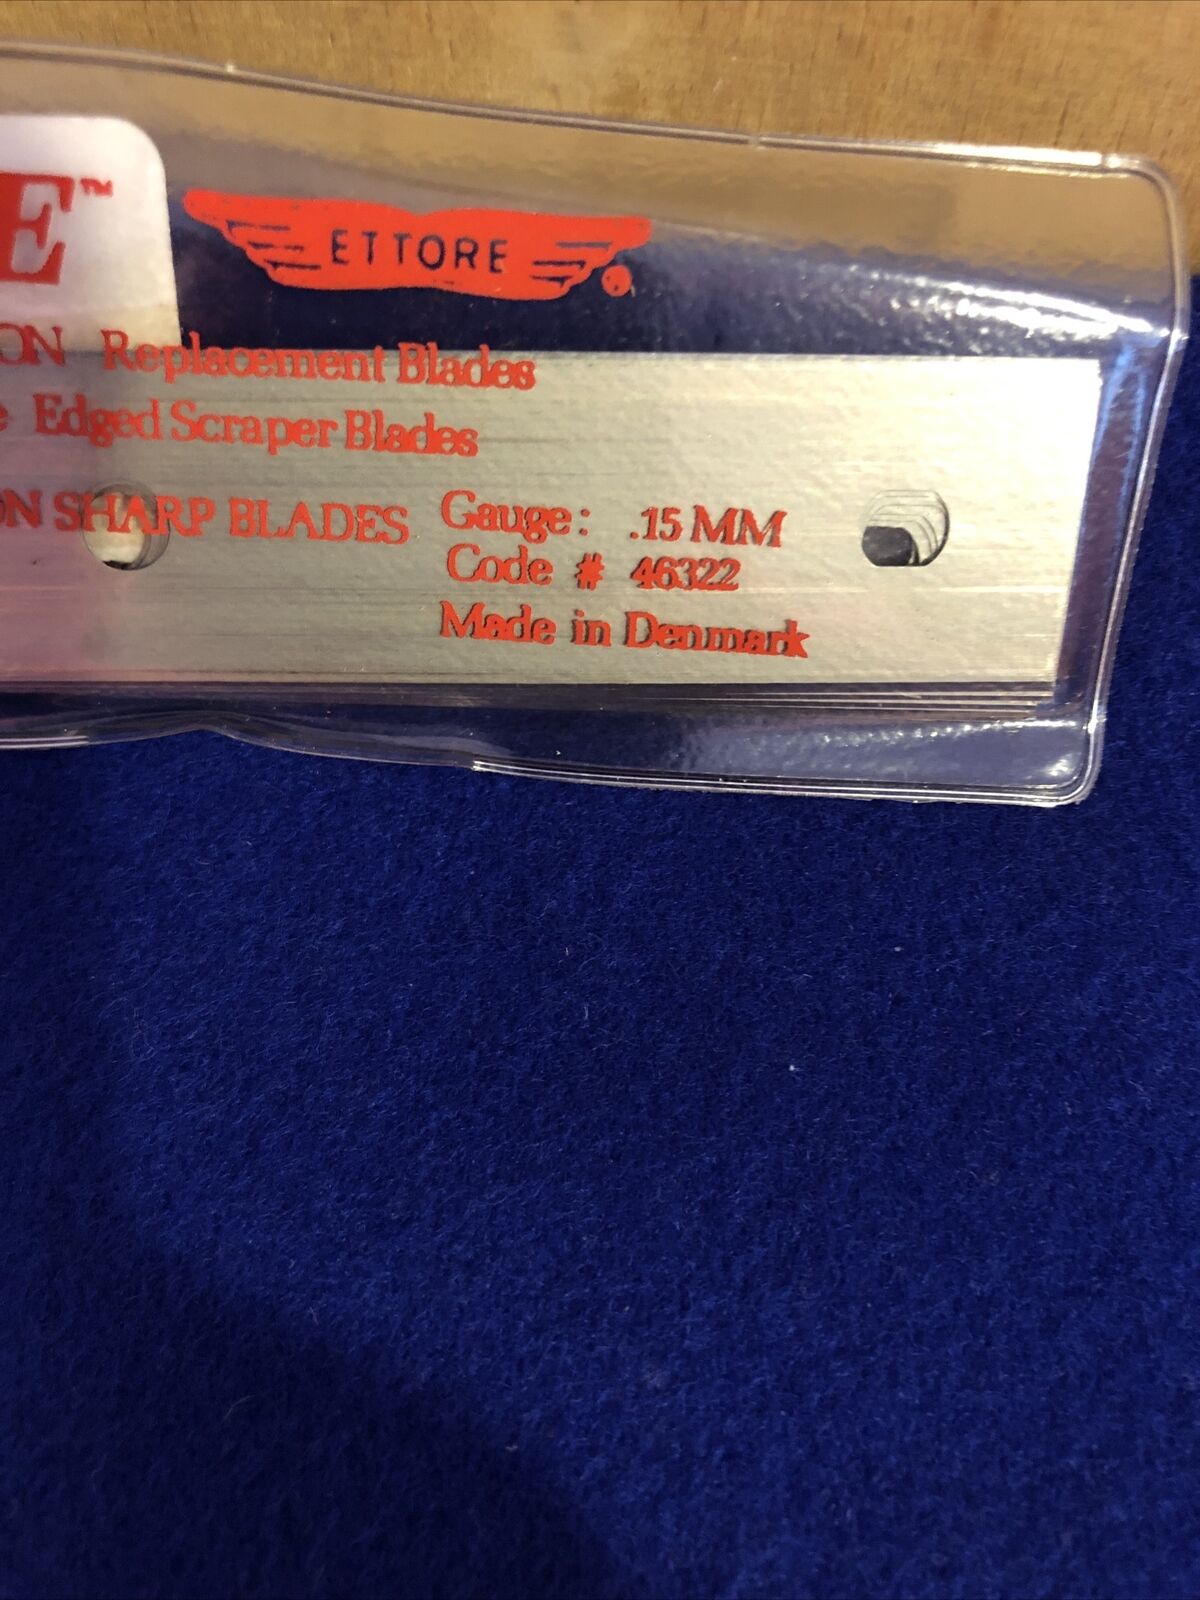 E™
ETTORE
ON Replacement Blades
e Edged Scraper Blades
ON SHARP BLADES
Gauge: .15 MM
Code # 46322
Made in Denmark